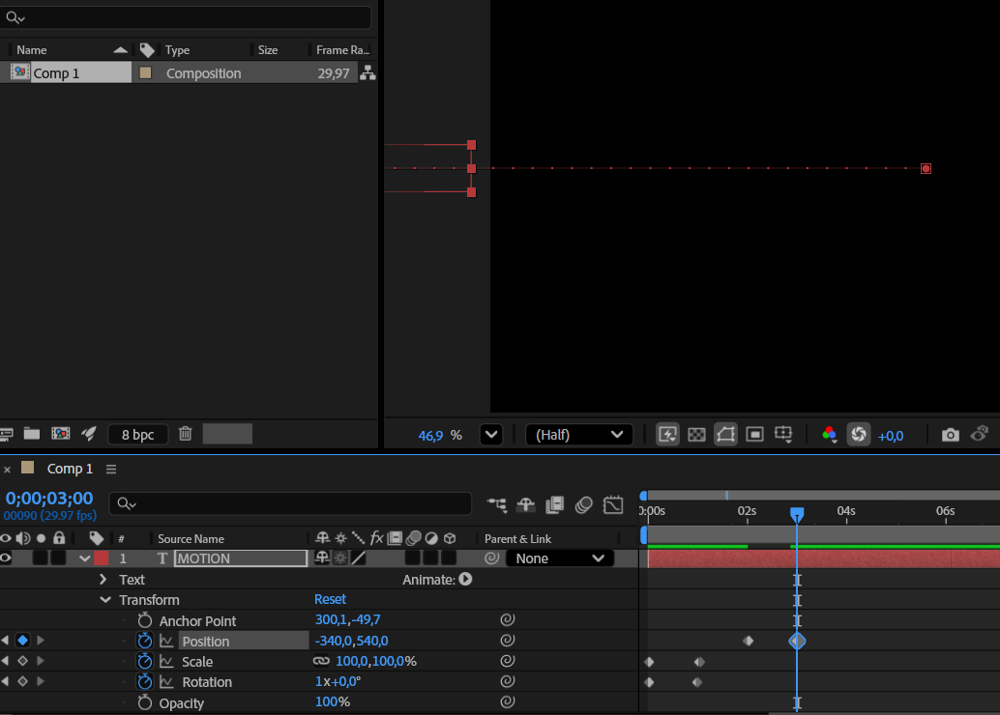 Name Type Size Frame Ra...
Comp 1 Composition 29,97
8 bpc
46,9 % (Half) +0,0
× Comp 1
0;00;03;00
00090 (29.97 fps)
0:00s 02s 04s 06s
# Source Name fx Parent & Link
1 T MOTION None
Text Animate:
Transform Reset
Anchor Point 300,1,-49,7
Position -340,0,540,0
Scale 100,0,100,0%
Rotation 1x+0,0°
Opacity 100%